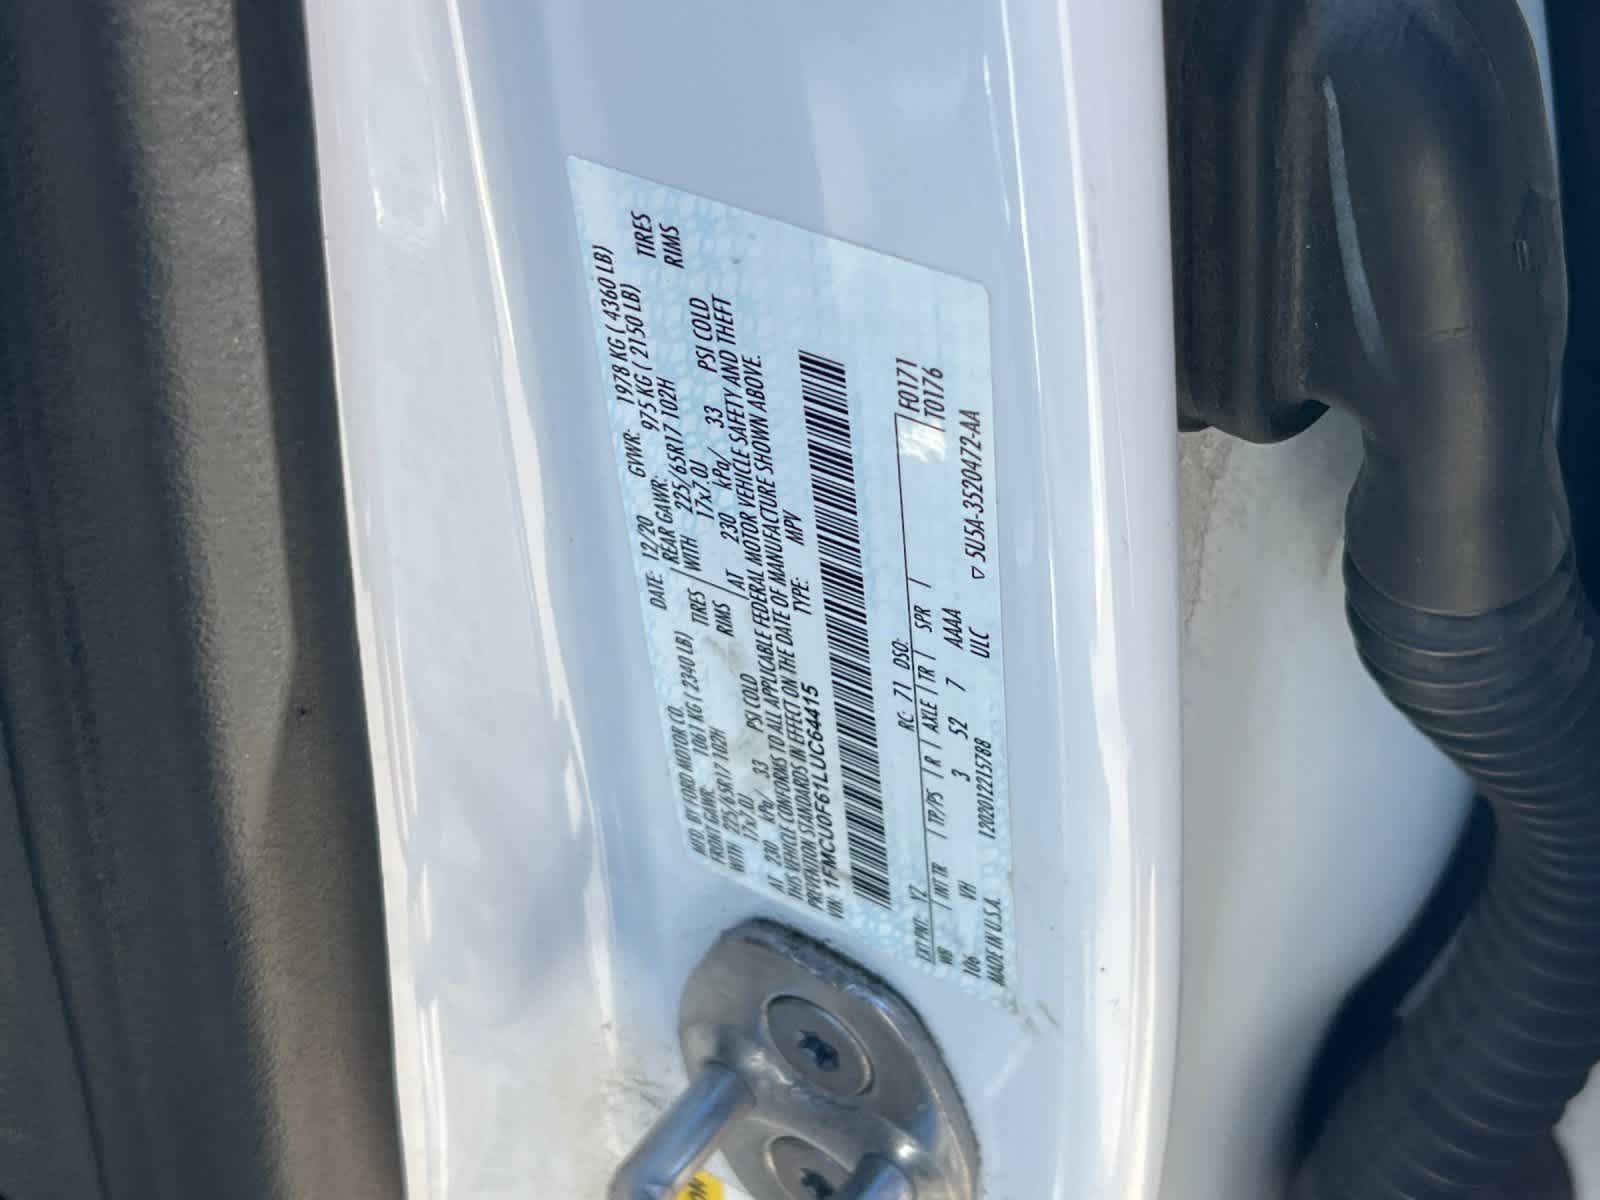 MFD. BY FORD MOTOR CO. DATE: 12/20 GVWR: 1978 KG ( 4360 LB)
FRONT GAWR: 106 KG ( 2340 LB) REAR GAWR: 975 KG ( 2150 LB)
WITH 225/65R17 102H TIRES WITH 225/65R17 102H TIRES
17x7.0J RIMS 17x7.0J RIMS
AT 230 kPa/ 33 PSI COLD AT 230 kPa/ 33 PSI COLD
THIS VEHICLE CONFORMS TO ALL APPLICABLE FEDERAL MOTOR VEHICLE SAFETY AND THEFT
PREVENTION STANDARDS IN EFFECT ON THE DATE OF MANUFACTURE SHOWN ABOVE.
VIN: 1FMCU0F61LUC64415 TYPE: MPV
EXT PNT: YZ RC: 71 DSO: F0171
WB INT TR TP/PS R AXLE TR SPR T0176
106 VH 3 52 7 AAAA
MADE IN U.S.A. 12020122157BB ULC ▽ 5U5A-3520472-AA